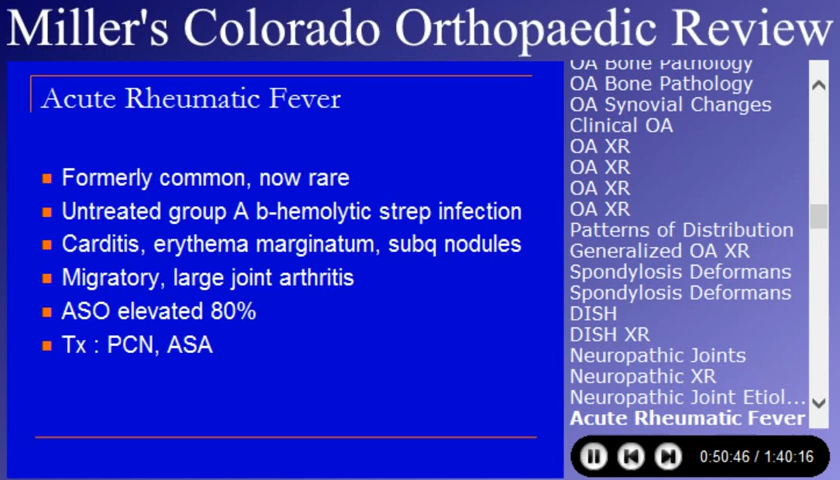 Miller's Colorado Orthopaedic Review
Acute Rheumatic Fever
Formerly common, now rare
Untreated group A b-hemolytic strep infection
Carditis, erythema marginatum, subq nodules
Migratory, large joint arthritis
ASO elevated 80%
Tx : PCN, ASA
OA Bone Pathology
OA Bone Pathology
OA Synovial Changes
Clinical OA
OA XR
OA XR
OA XR
OA XR
Patterns of Distribution
Generalized OA XR
Spondylosis Deformans
Spondylosis Deformans
DISH
DISH XR
Neuropathic Joints
Neuropathic XR
Neuropathic Joint Etiol...
Acute Rheumatic Fever
0:50:46 / 1:40:16